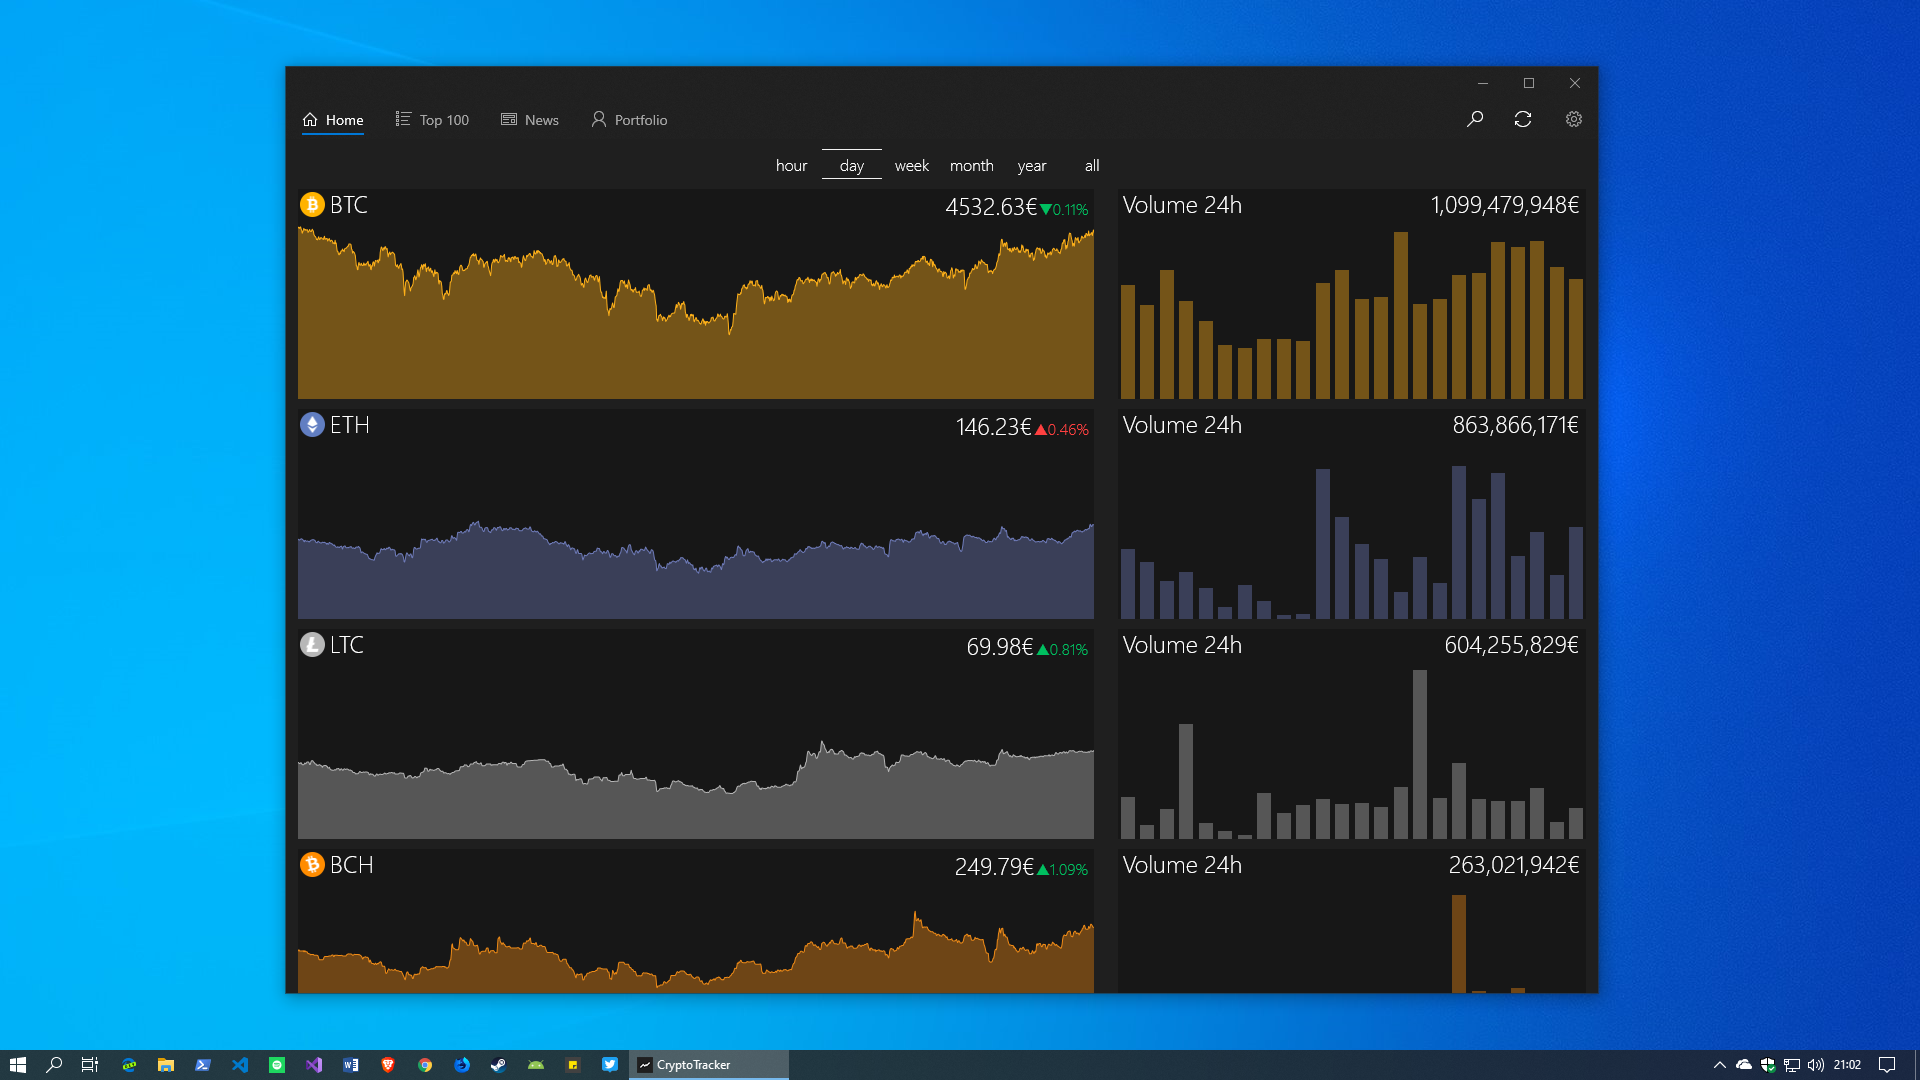 Home Top 100 News Portfolio
hour day week month year all
BTC 4532.63€▼0.11% Volume 24h 1,099,479,948€
ETH 146.23€▲0.46% Volume 24h 863,866,171€
LTC 69.98€▲0.81% Volume 24h 604,255,829€
BCH 249.79€▲1.09% Volume 24h 263,021,942€
CryptoTracker 21:02